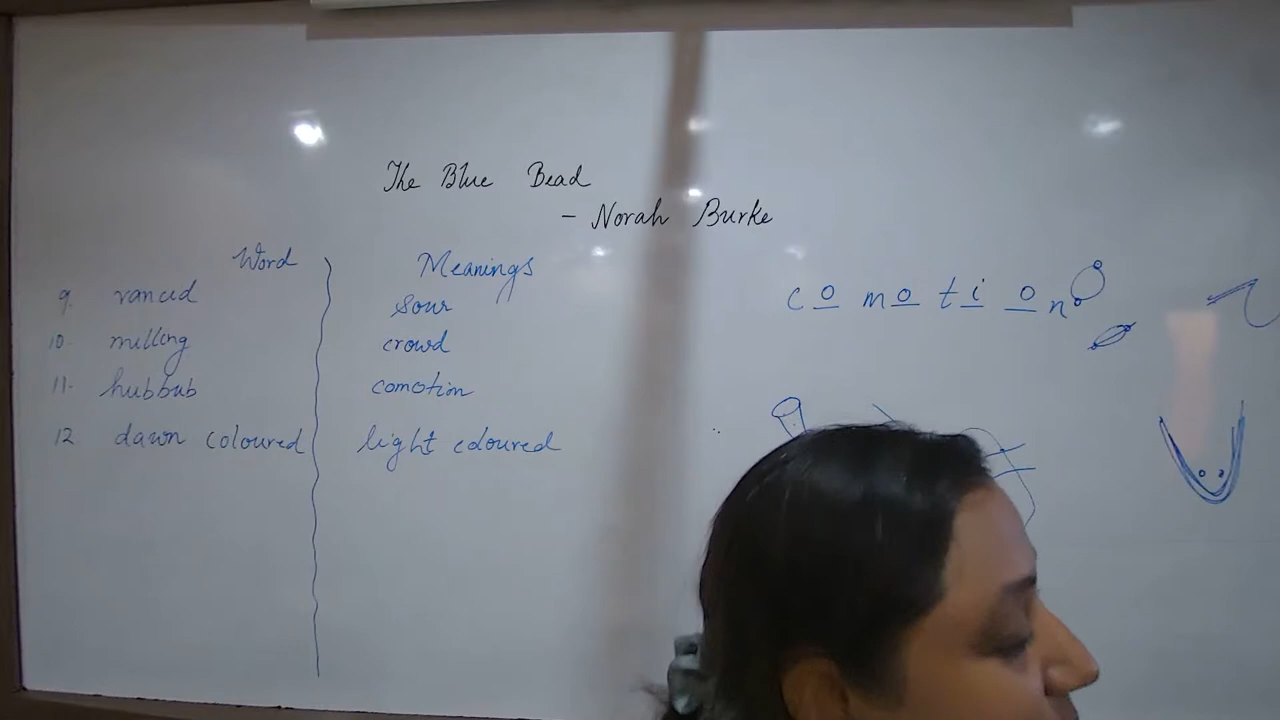 The Blue Bead
- Norah Burke
Word Meanings
9. rancid sour
10. milling crowd
11. hubbub comotion
12 dawn coloured light coloured
c o m o t i o n